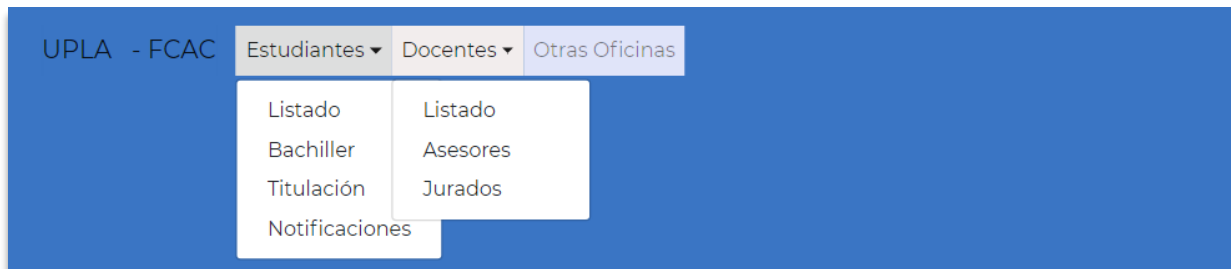 UPLA - FCAC Estudiantes Docentes Otras Oficinas
Listado
Bachiller
Titulación
Notificaciones
Listado
Asesores
Jurados